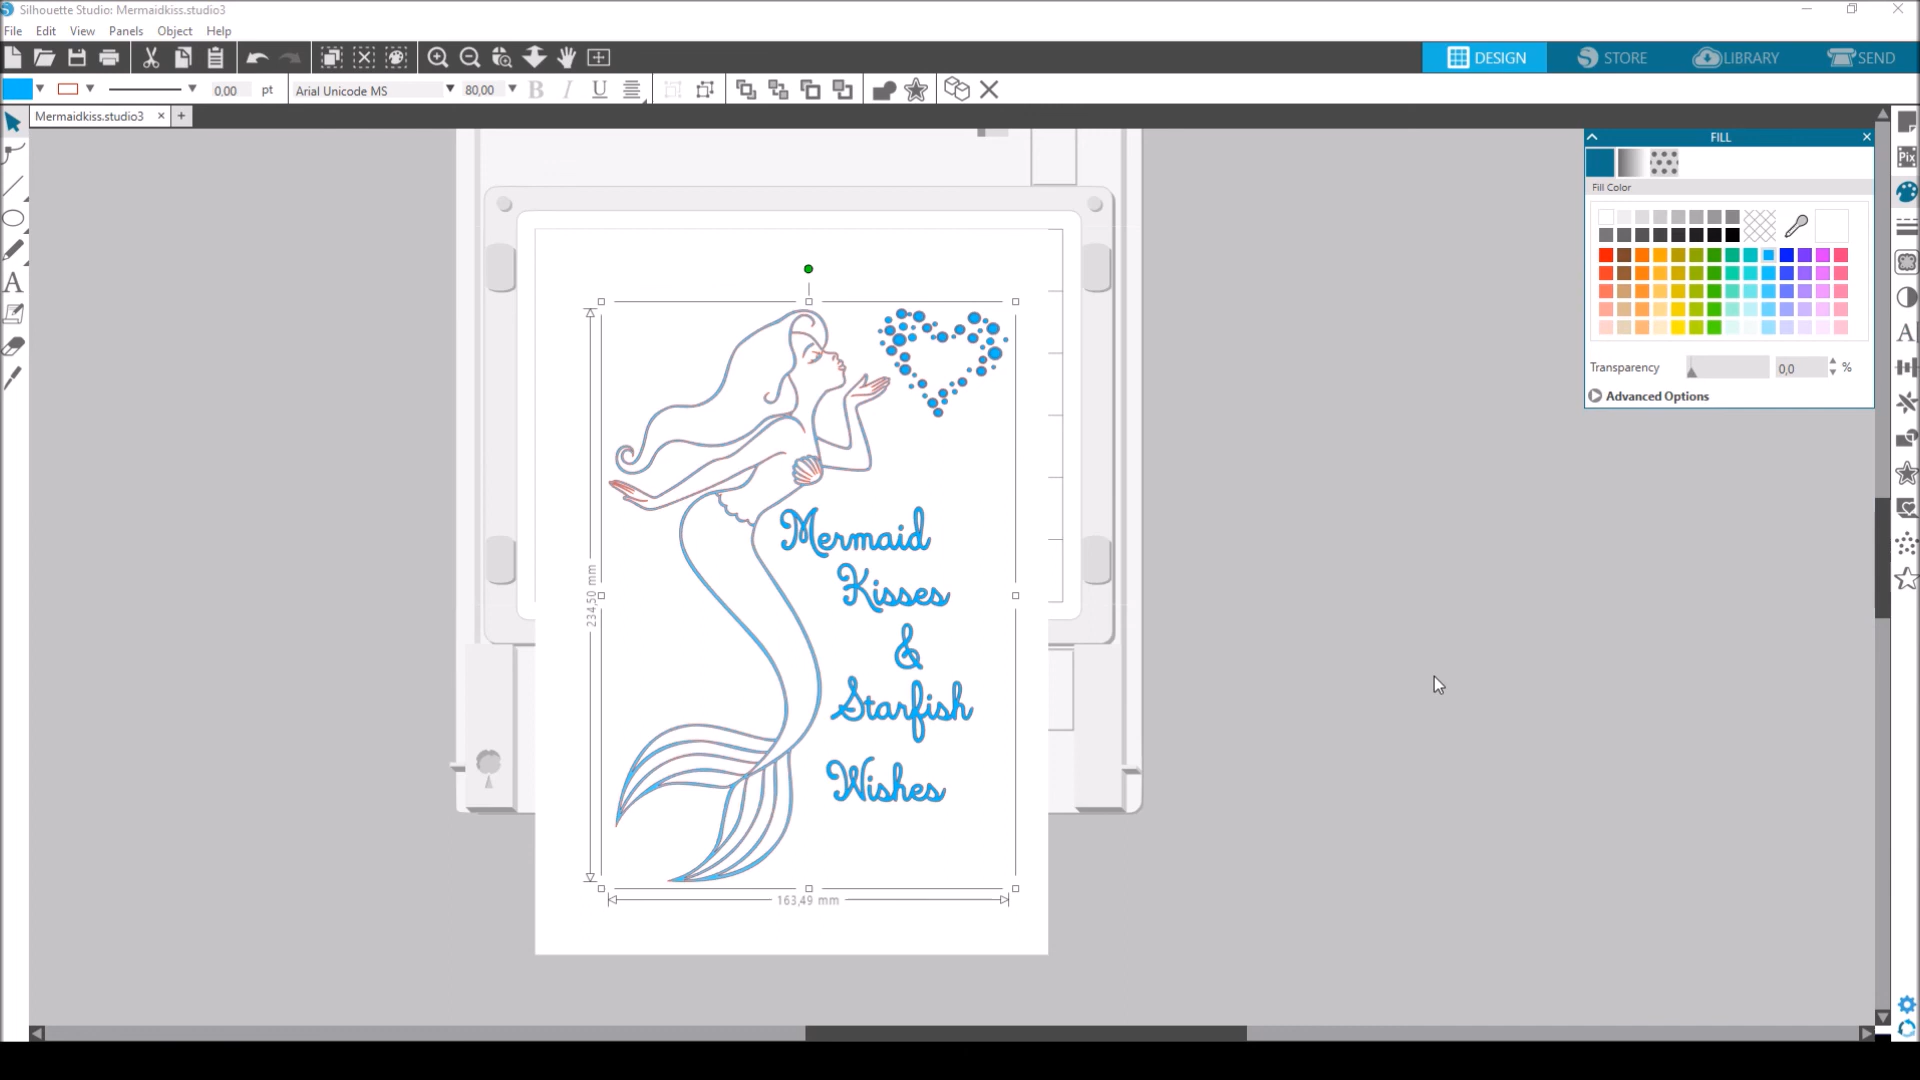 Silhouette Studio: Mermaidkiss.studio3
File Edit View Panels Object Help
DESIGN STORE LIBRARY SEND
0,00 pt Arial Unicode MS 80,00 B I U
Mermaidkiss.studio3
FILL
Pix
Fill Color
Transparency 0,0 %
Advanced Options
Mermaid
Kisses
&
Starfish
Wishes
234,50 mm
163,49 mm